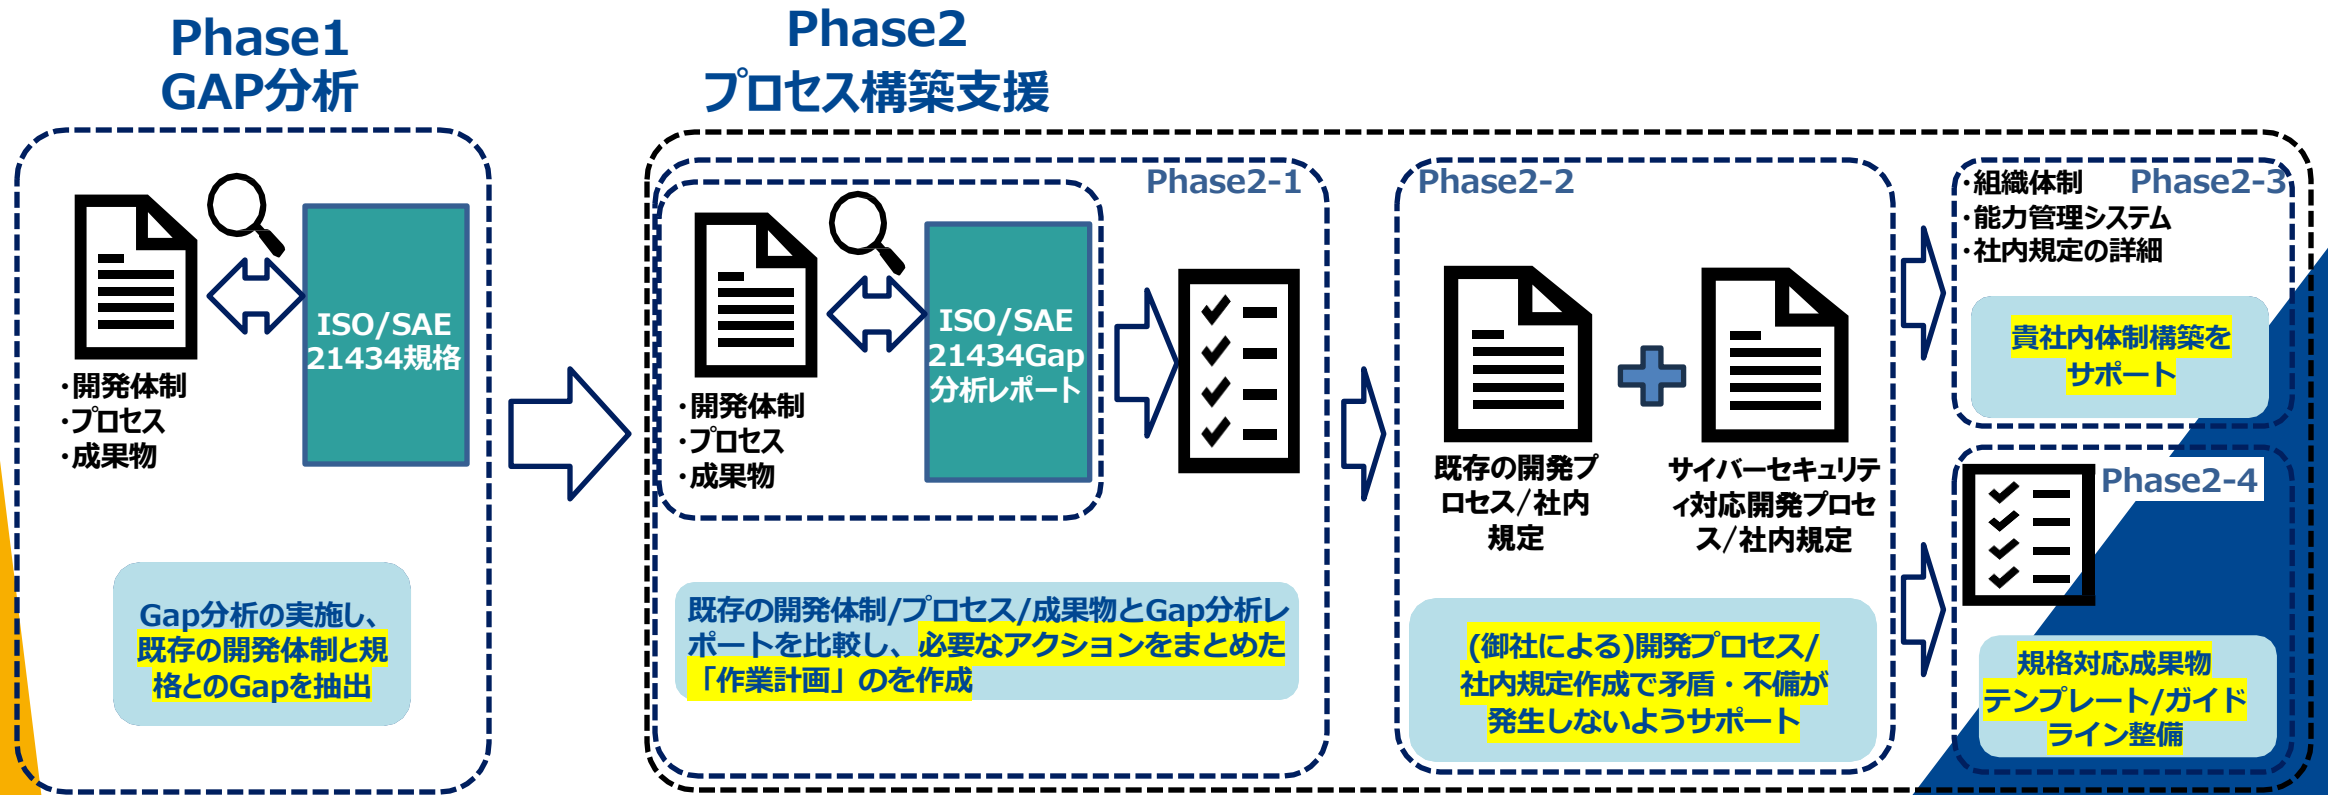 Phase1
GAP分析
・開発体制
・プロセス
・成果物
ISO/SAE
21434規格
Gap分析の実施し、
既存の開発体制と規
格とのGapを抽出
Phase2
プロセス構築支援
Phase2-1
・開発体制
・プロセス
・成果物
ISO/SAE
21434Gap
分析レポート
既存の開発体制/プロセス/成果物とGap分析レ
ポートを比較し、必要なアクションをまとめた
「作業計画」のを作成
Phase2-2
既存の開発プ
ロセス/社内
規定
サイバーセキュリテ
ィ対応開発プロセ
ス/社内規定
(御社による)開発プロセス/
社内規定作成で矛盾・不備が
発生しないようサポート
Phase2-3
・組織体制
・能力管理システム
・社内規定の詳細
貴社内体制構築を
サポート
Phase2-4
規格対応成果物
テンプレート/ガイド
ライン整備